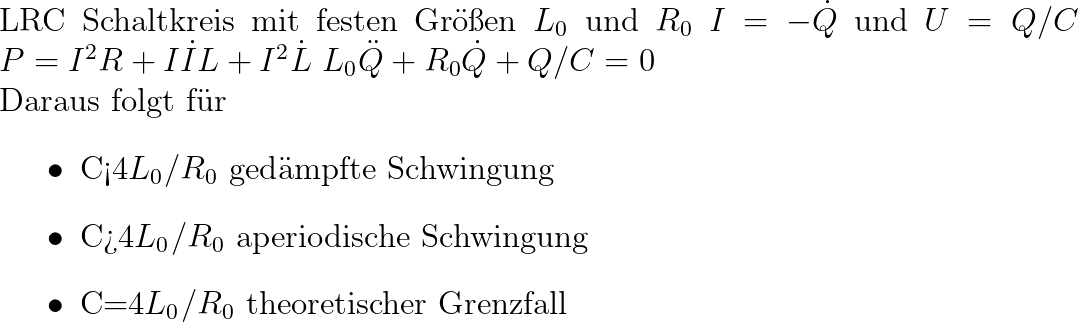 LRC Schaltkreis mit festen Größen L₀ und R₀ I = −Q̇ und U = Q/C
P = I²R + Iİ L + I²L̇ L₀Q̈ + R₀Q̇ + Q/C = 0
Daraus folgt für
• C¡4L₀/R₀ gedämpfte Schwingung
• C¿4L₀/R₀ aperiodische Schwingung
• C=4L₀/R₀ theoretischer Grenzfall